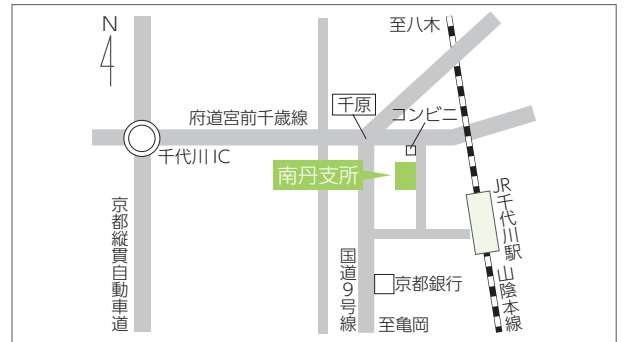 N
至八木
千原
コンビニ
府道宮前千歳線
千代川IC
南丹支所
JR千代川駅
京都縦貫自動車道
国道9号線
京都銀行
山陰本線
至亀岡